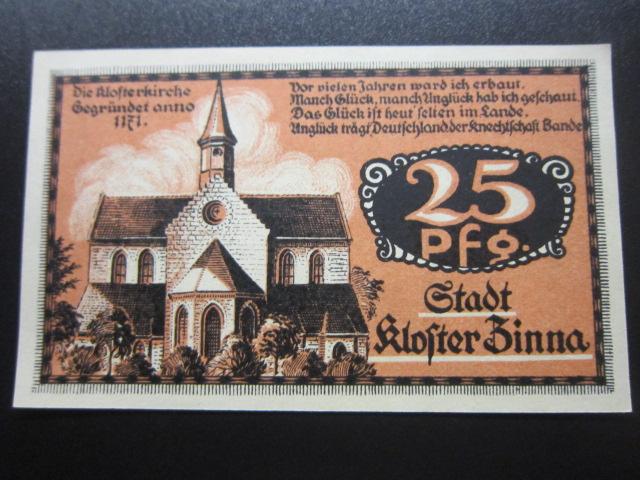 Die Klosterkirche
Gegründet anno
1171.
Vor vielen Jahren ward ich erbaut.
Manch Glück, manch Unglück hab ich geschaut
Das Glück ist heut selten im Lande.
Unglück trägt Deutschland der Knechtschaft Bande
25
Pfg.
Stadt
Kloster Zinna